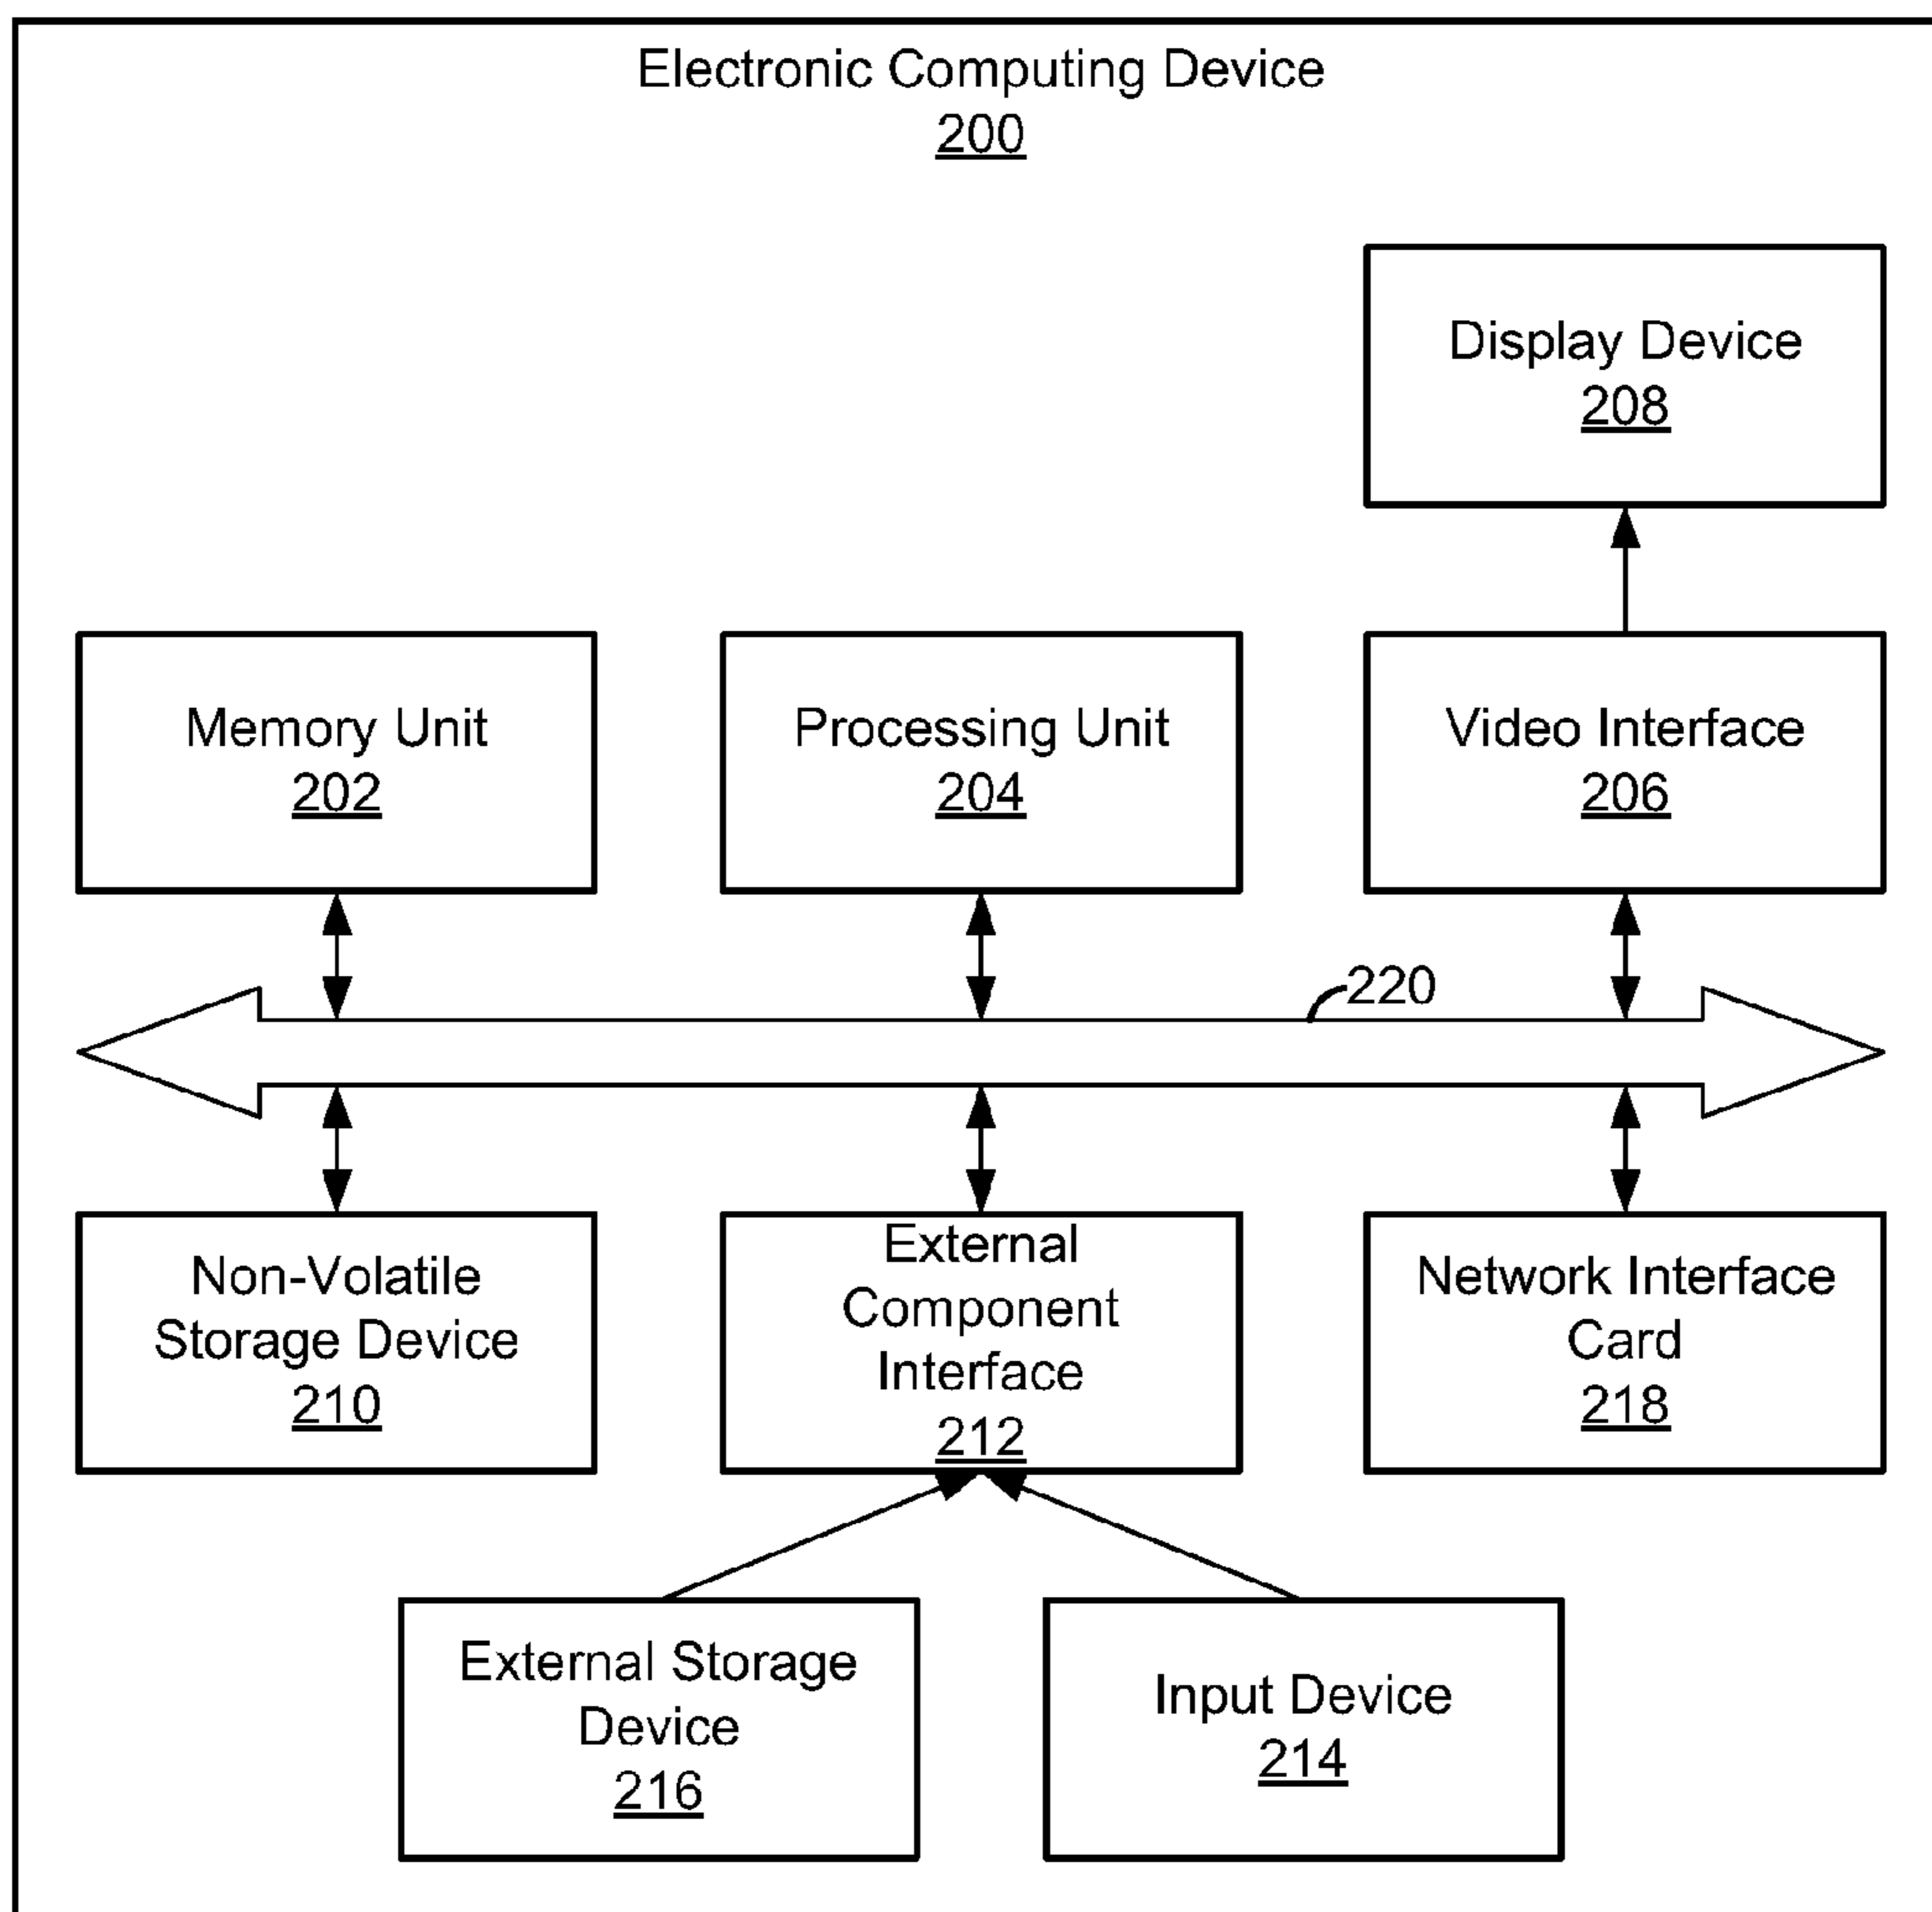 Electronic Computing Device
200
Display Device
208
Memory Unit
202
Processing Unit
204
Video Interface
206
220
Non-Volatile
Storage Device
210
External
Component
Interface
212
Network Interface
Card
218
External Storage
Device
216
Input Device
214